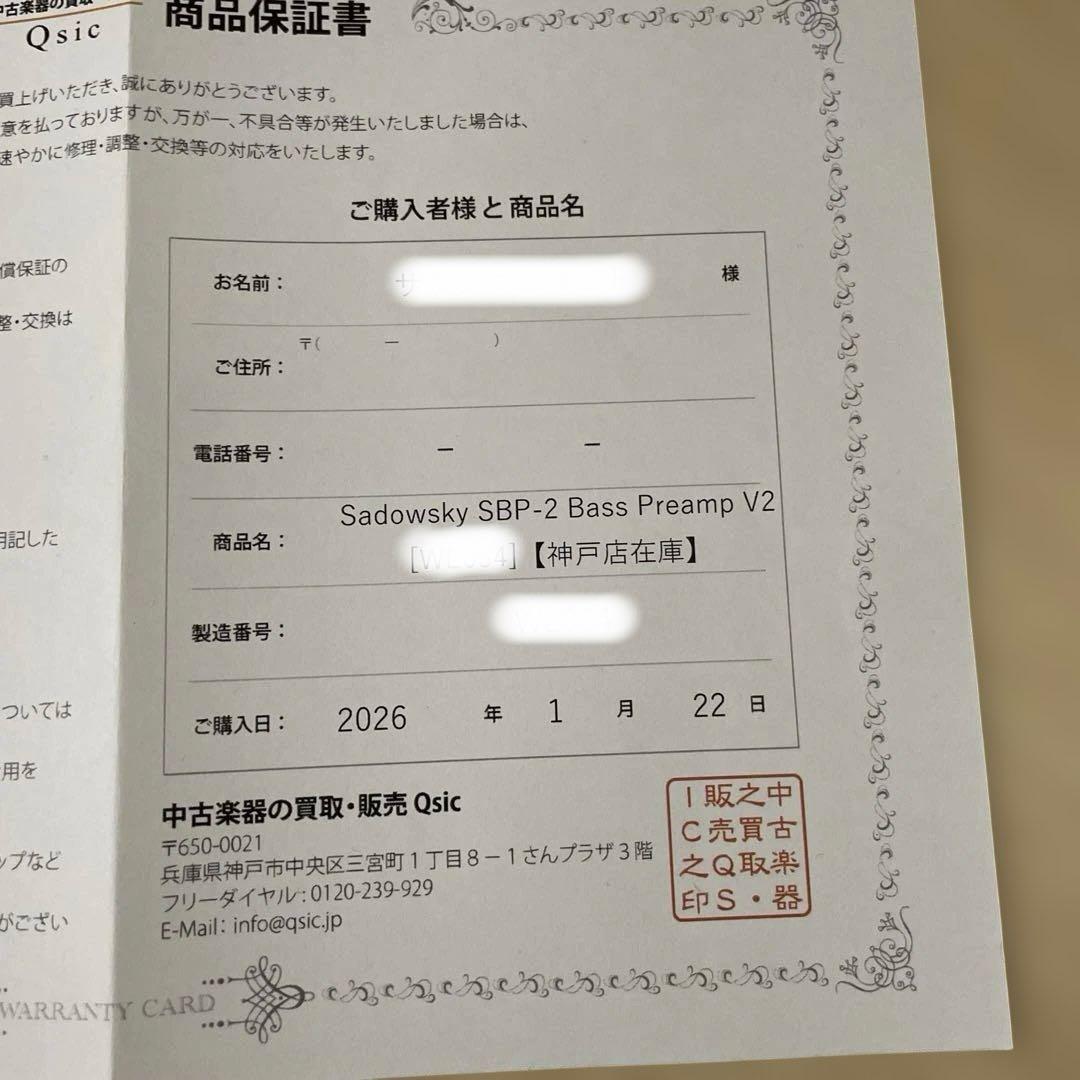 中古楽器の買取
Qsic
商品保証書
買上げいただき、誠にありがとうございます。
意を払っておりますが、万が一、不具合等が発生いたしました場合は、
速やかに修理・調整・交換等の対応をいたします。
償保証の
整・交換は
明記した
ついては
用を
ップなど
がござい
ご購入者様と商品名
お名前： 様
ご住所： 〒( － )
電話番号： － －
商品名： Sadowsky SBP-2 Bass Preamp V2
【神戸店在庫】
製造番号：
ご購入日： 2026 年 1 月 22 日
中古楽器の買取・販売 Qsic
〒650-0021
兵庫県神戸市中央区三宮町１丁目８－１さんプラザ３階
フリーダイヤル：0120-239-929
E-Mail： info@qsic.jp
中古楽器
之買取・
販売QS
IC之印
WARRANTY CARD